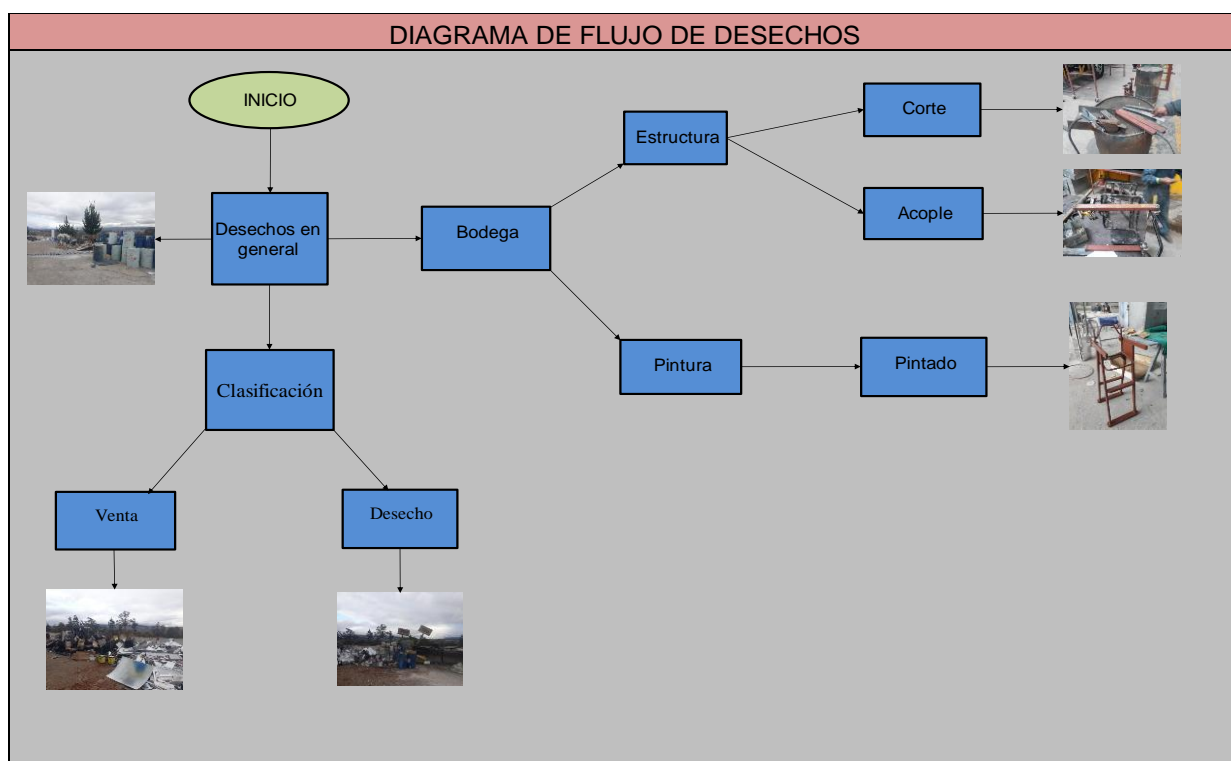 DIAGRAMA DE FLUJO DE DESECHOS
INICIO
Desechos en
general
Bodega
Estructura
Corte
Acople
Pintura
Pintado
Clasificación
Venta
Desecho